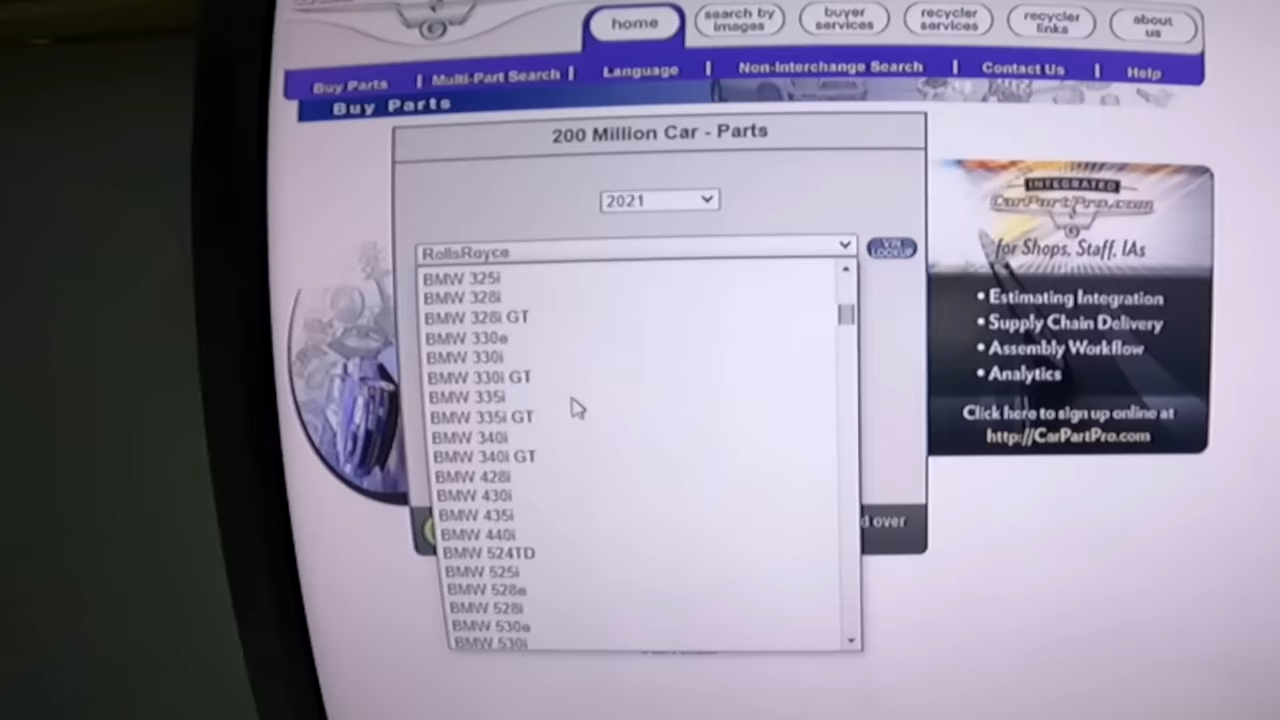 home
search by
images
buyer
services
recycler
services
recycler
links
about
us
Buy Parts | Multi-Part Search | Language | Non-Interchange Search | Contact Us | Help
Buy Parts
200 Million Car - Parts
2021
RollsRoyce
VIN
LOOKUP
BMW 325i
BMW 328i
BMW 328i GT
BMW 330e
BMW 330i
BMW 330i GT
BMW 335i
BMW 335i GT
BMW 340i
BMW 340i GT
BMW 428i
BMW 430i
BMW 435i
BMW 440i
BMW 524TD
BMW 525i
BMW 528e
BMW 528i
BMW 530e
BMW 530i
d over
INTEGRATED
CarPartPro.com
for Shops, Staff, IAs
• Estimating Integration
• Supply Chain Delivery
• Assembly Workflow
• Analytics
Click here to sign up online at
http://CarPartPro.com